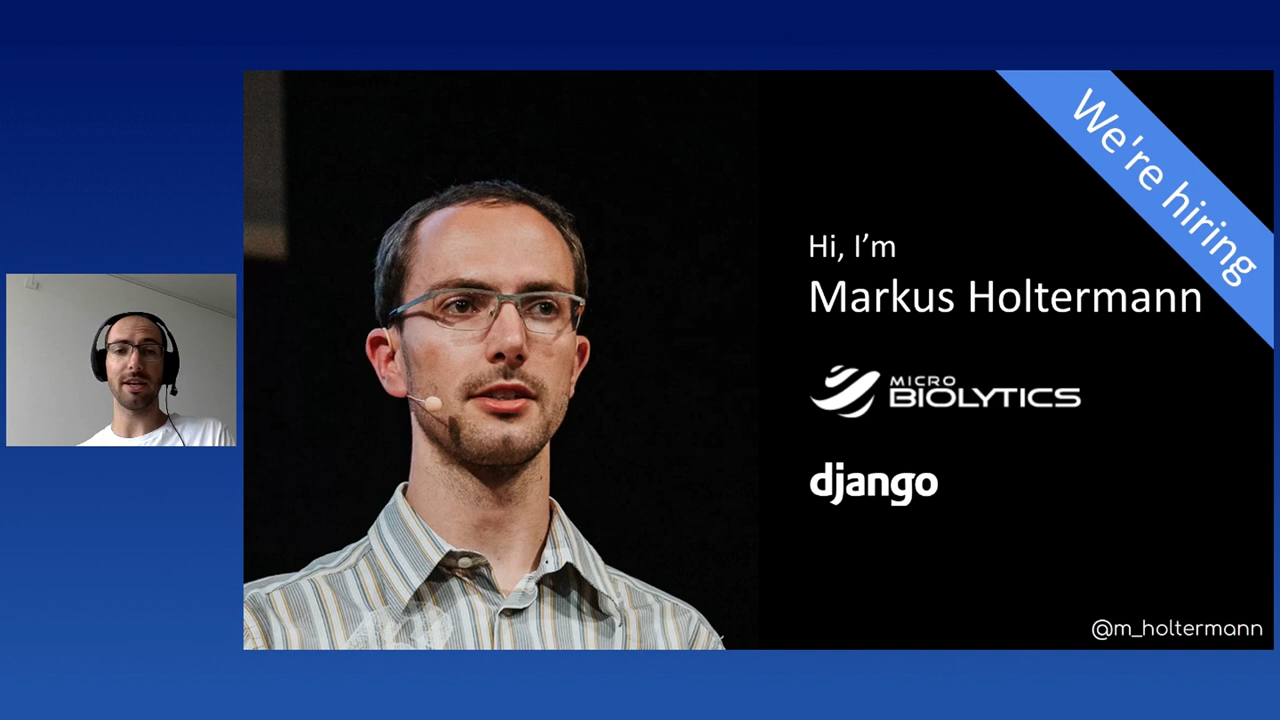 We're hiring
Hi, I’m
Markus Holtermann
MICRO
BIOLYTICS
django
@m_holtermann